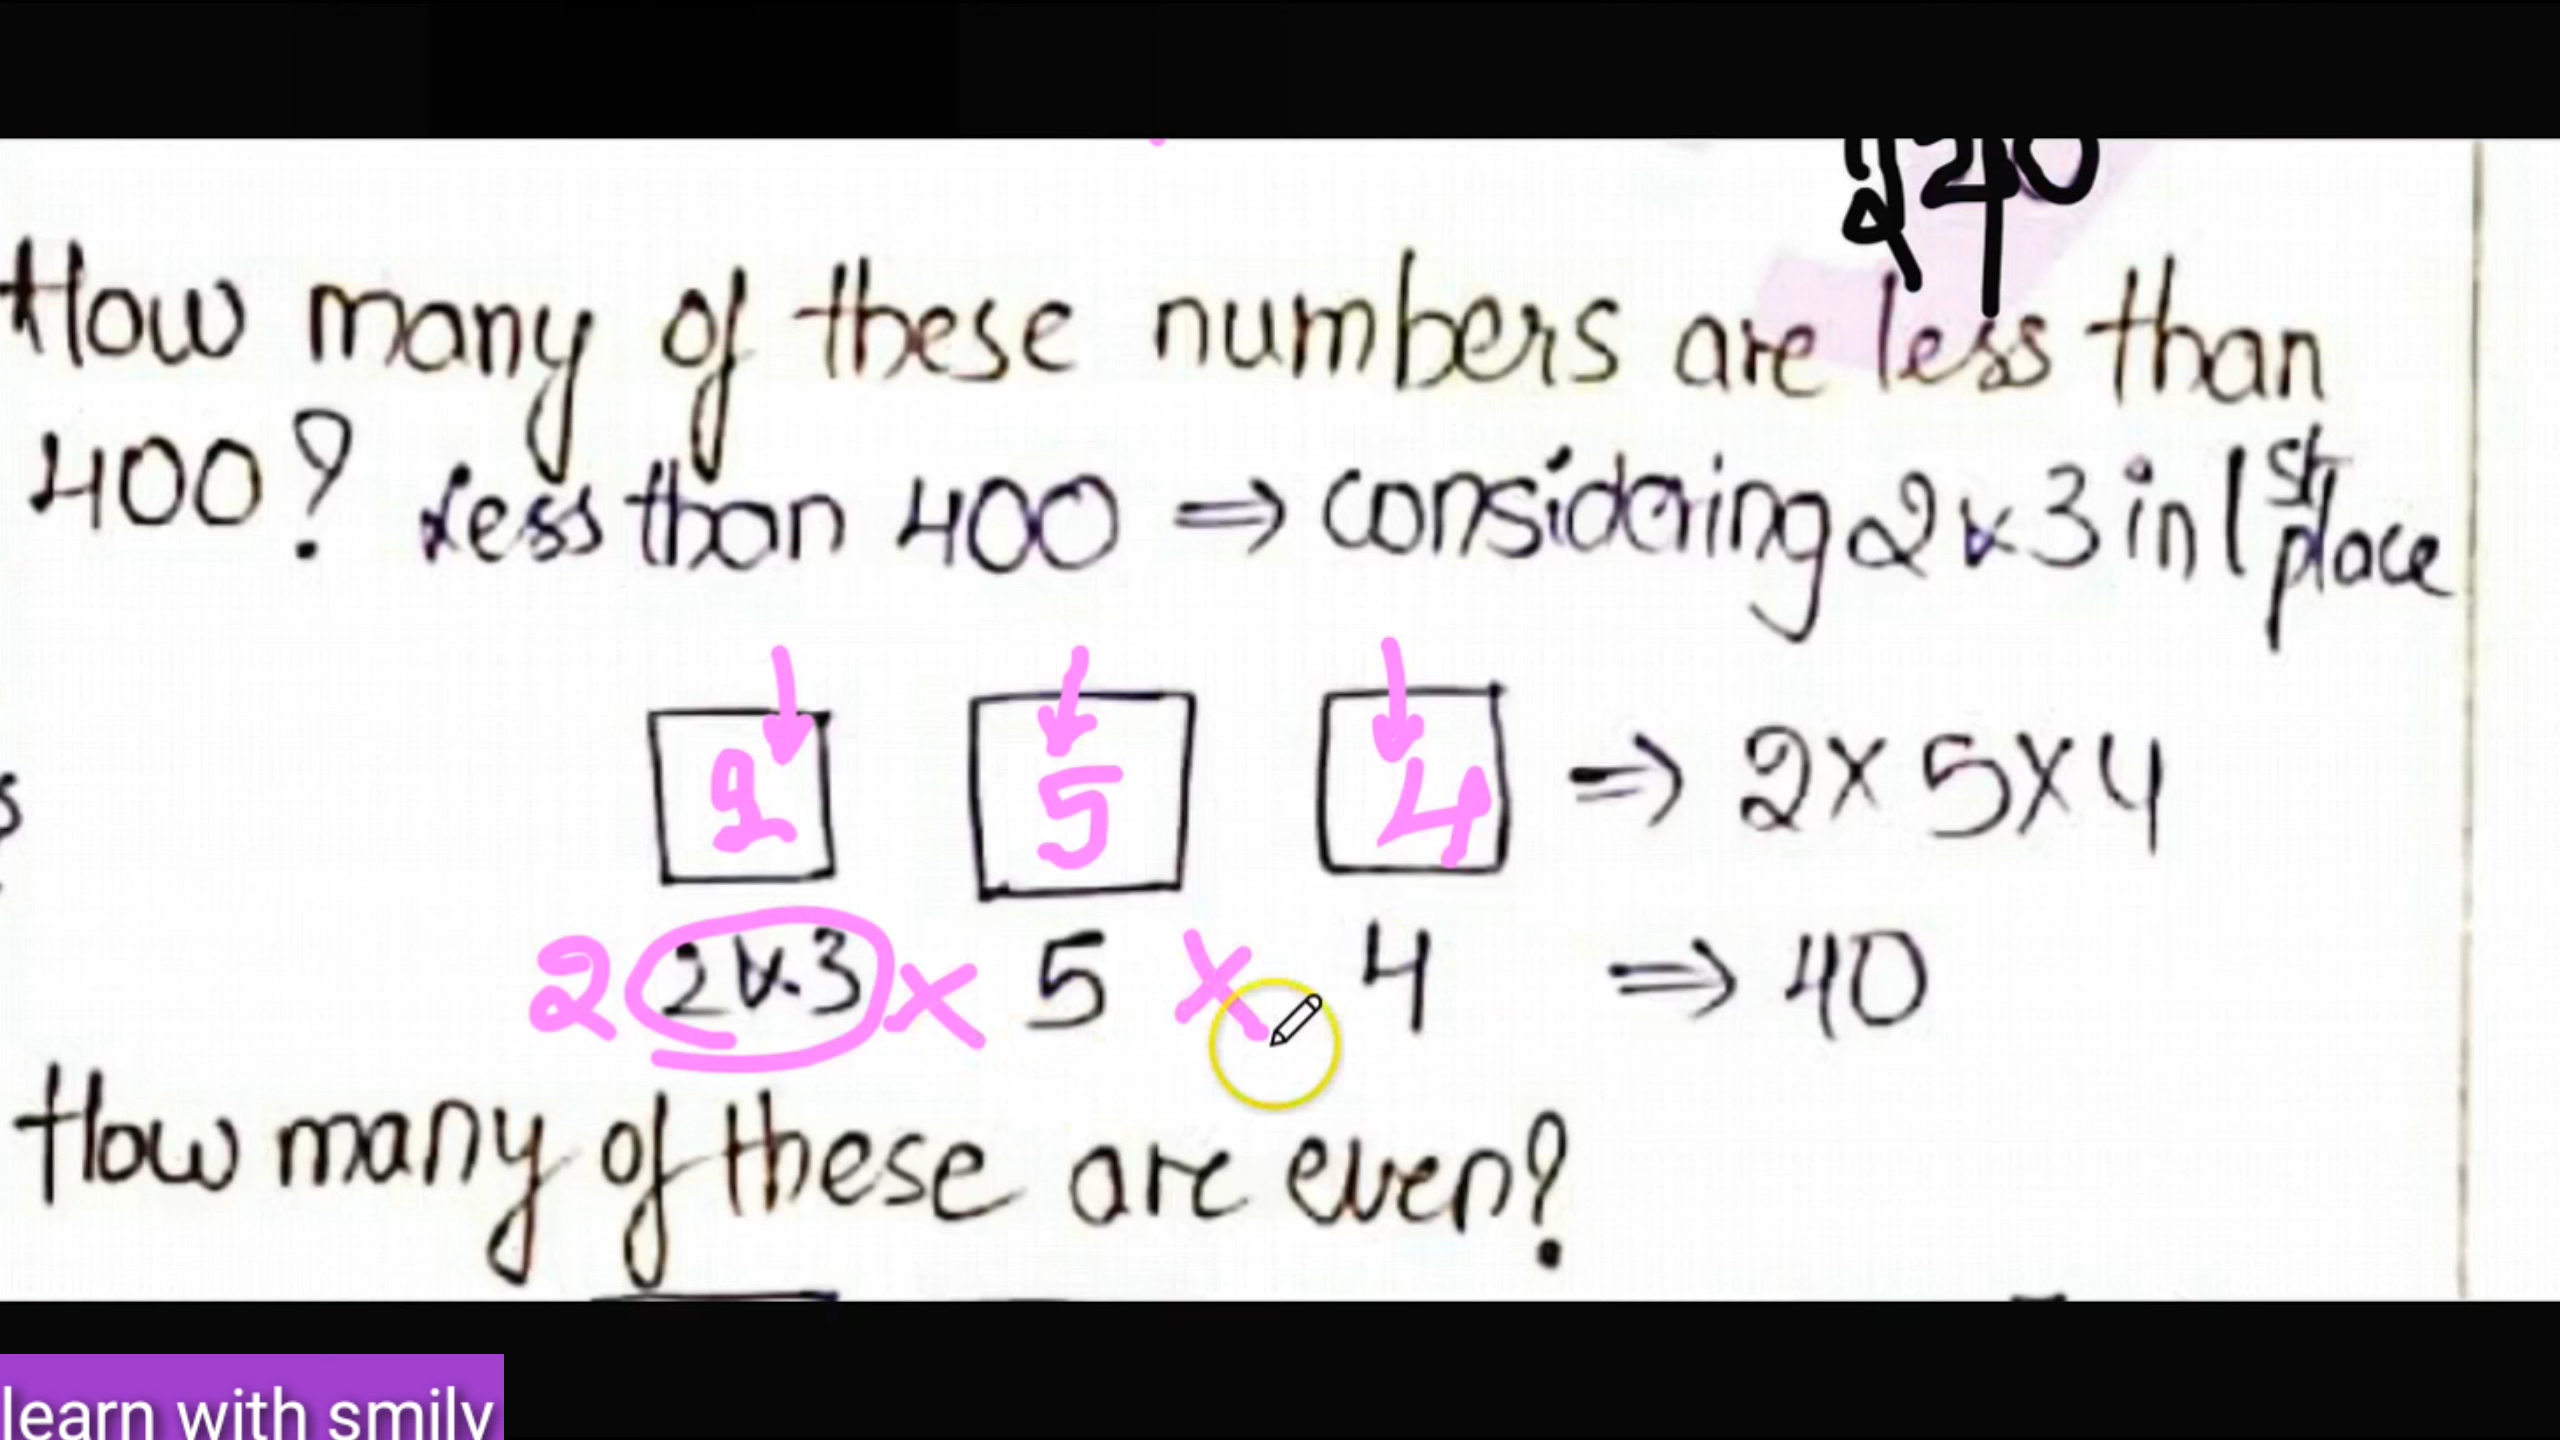 120
How many of these numbers are less than
400? Less than 400 ⇒ considering 2 & 3 in 1st place
2 5 4 ⇒ 2 x 5 x 4
2 2 & 3 x 5 x 4 ⇒ 40
How many of these are even?
learn with smily